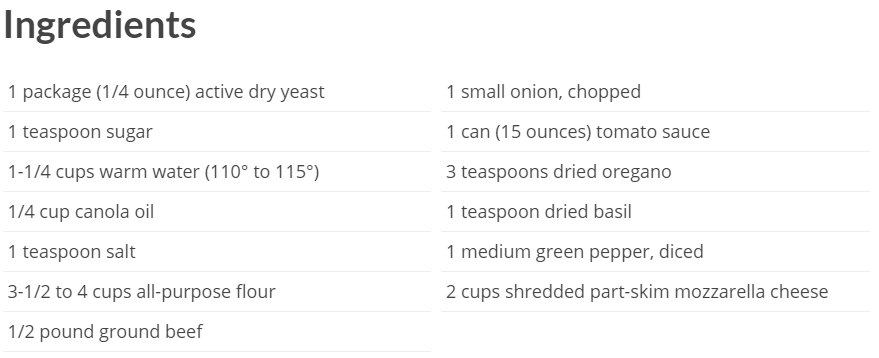 Ingredients
1 package (1/4 ounce) active dry yeast
1 teaspoon sugar
1-1/4 cups warm water (110° to 115°)
1/4 cup canola oil
1 teaspoon salt
3-1/2 to 4 cups all-purpose flour
1/2 pound ground beef
1 small onion, chopped
1 can (15 ounces) tomato sauce
3 teaspoons dried oregano
1 teaspoon dried basil
1 medium green pepper, diced
2 cups shredded part-skim mozzarella cheese